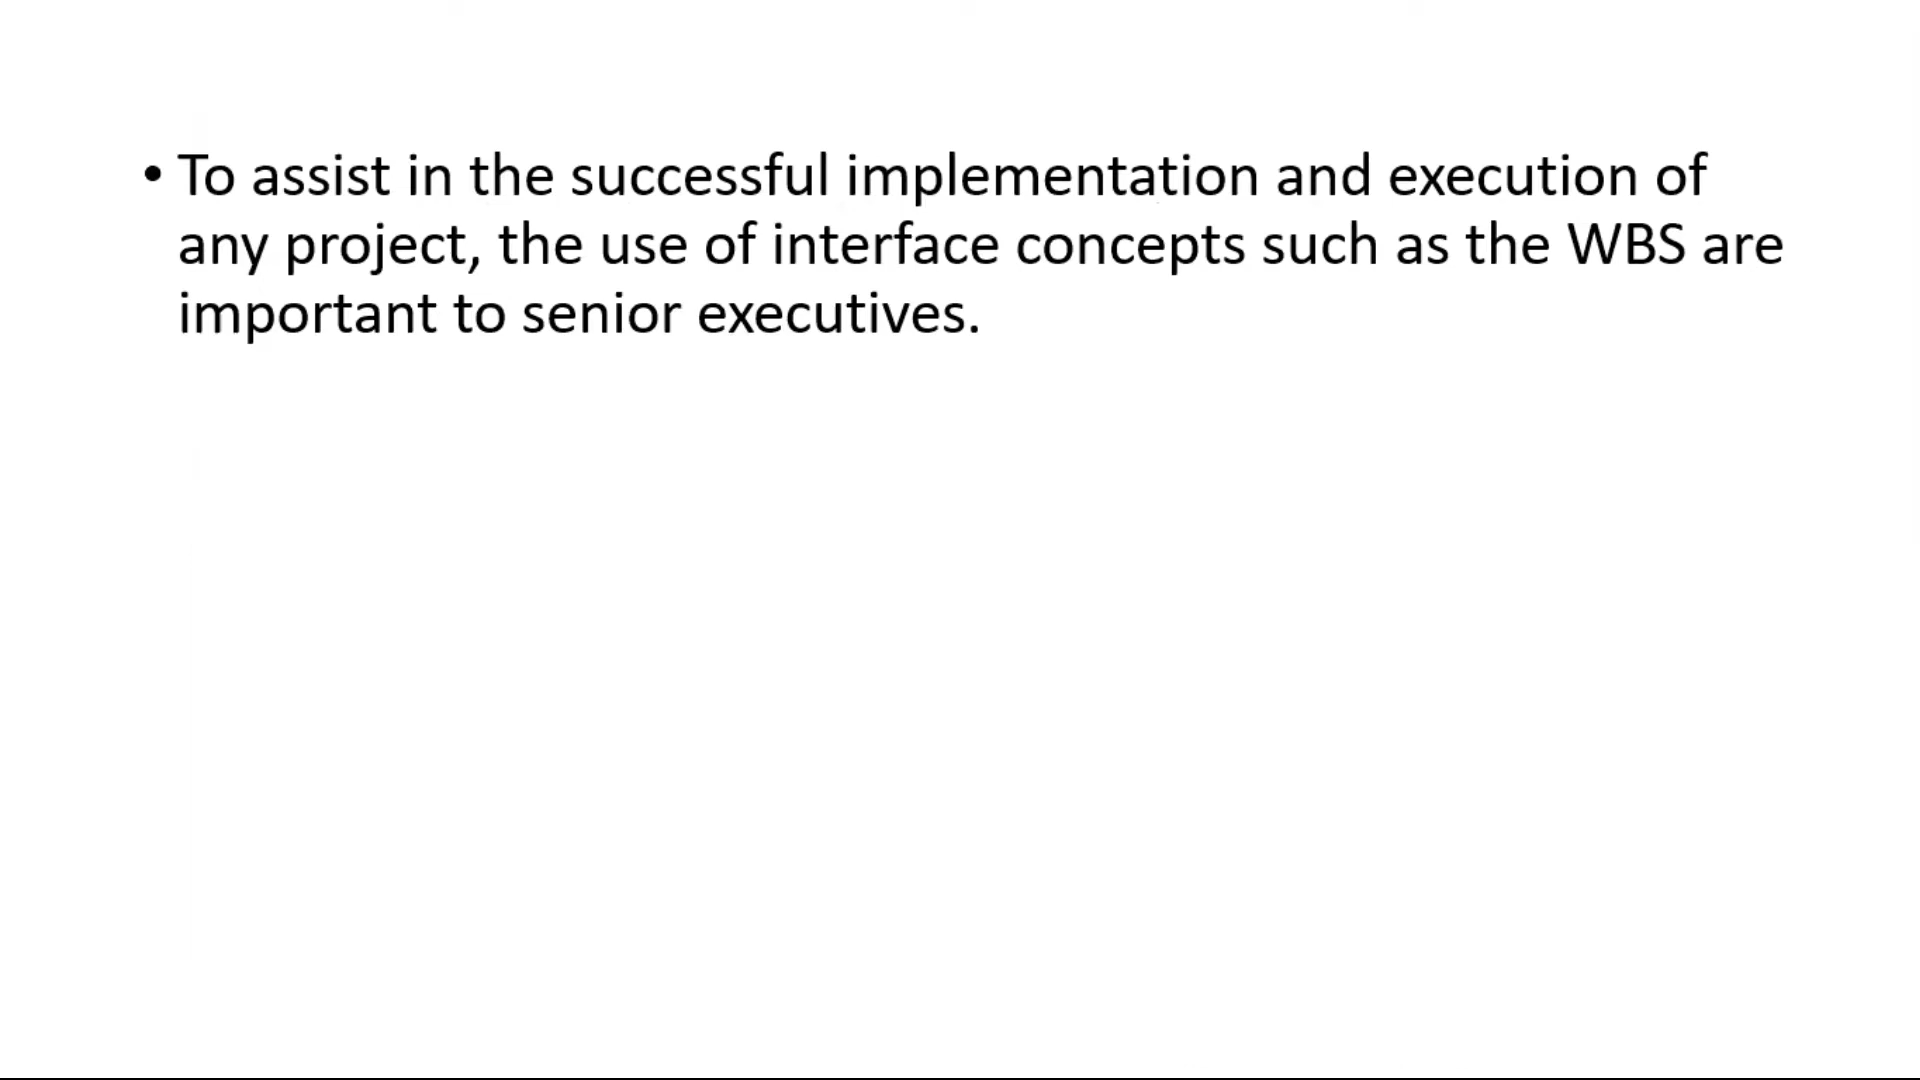 • To assist in the successful implementation and execution of
any project, the use of interface concepts such as the WBS are
important to senior executives.